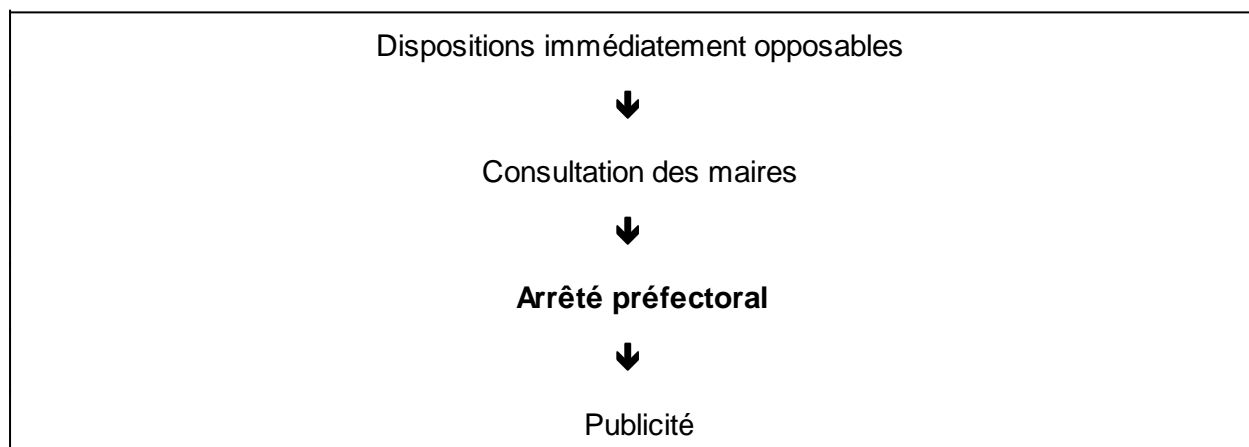 Dispositions immédiatement opposables
🡻
Consultation des maires
🡻
Arrêté préfectoral
🡻
Publicité